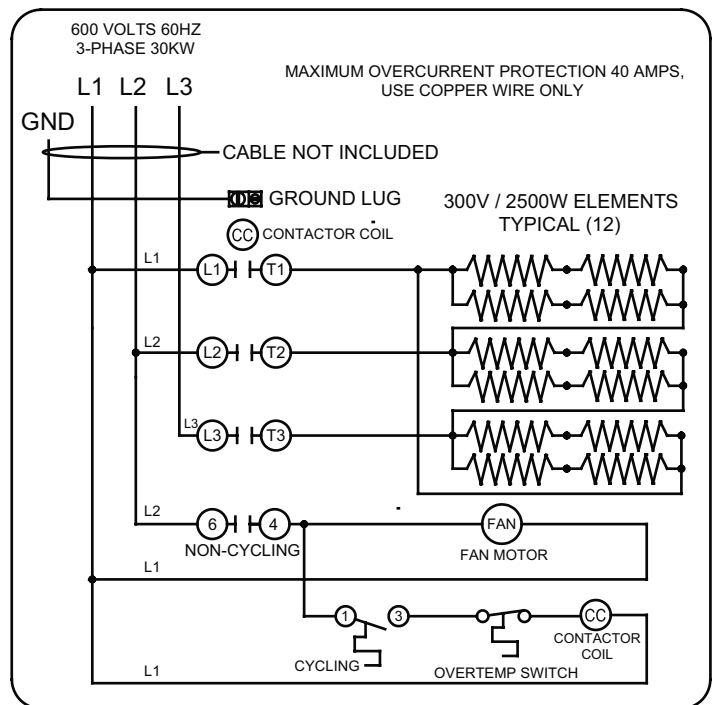 600 VOLTS 60HZ
3-PHASE 30KW
L1 L2 L3
MAXIMUM OVERCURRENT PROTECTION 40 AMPS,
USE COPPER WIRE ONLY
GND
CABLE NOT INCLUDED
GROUND LUG
300V / 2500W ELEMENTS
TYPICAL (12)
CC CONTACTOR COIL
L1
L1 T1
L2
L2 T2
L3
L3 T3
L2
6 4 FAN
NON-CYCLING
FAN MOTOR
L1
1 3 CC
CONTACTOR
COIL
CYCLING
OVERTEMP SWITCH
L1